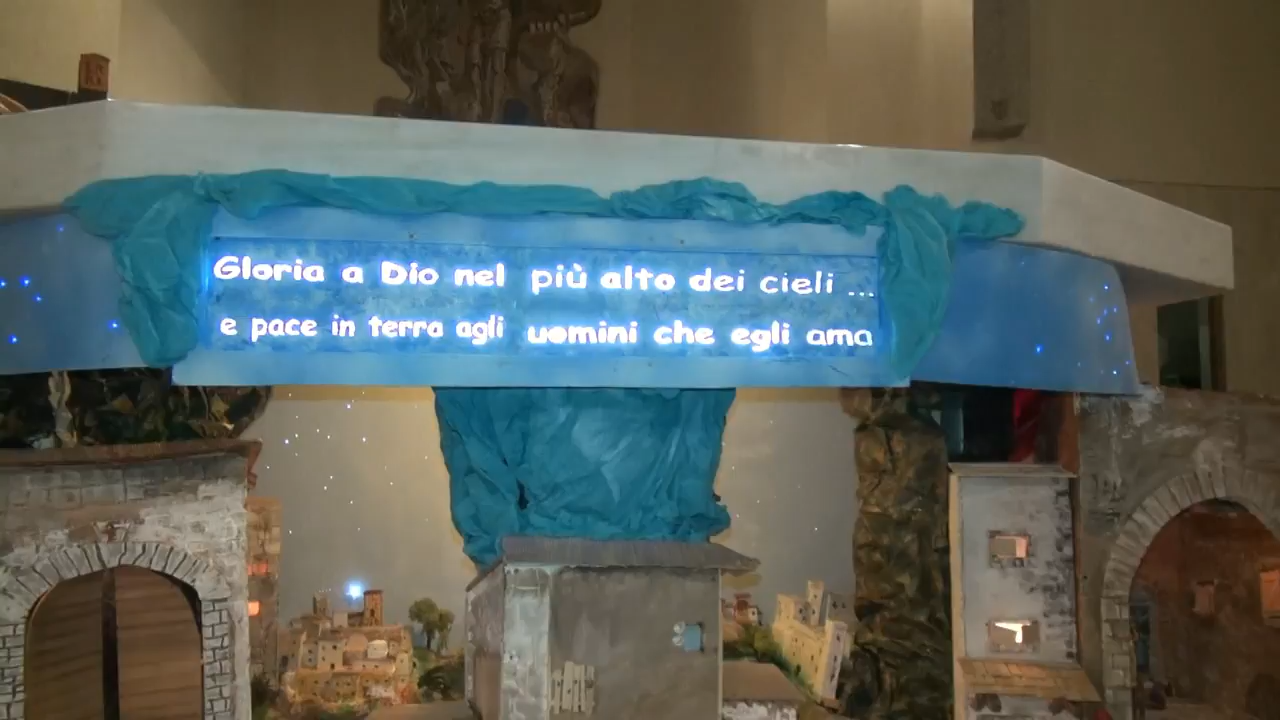 Gloria a Dio nel più alto dei cieli ...
e pace in terra agli uomini che egli ama